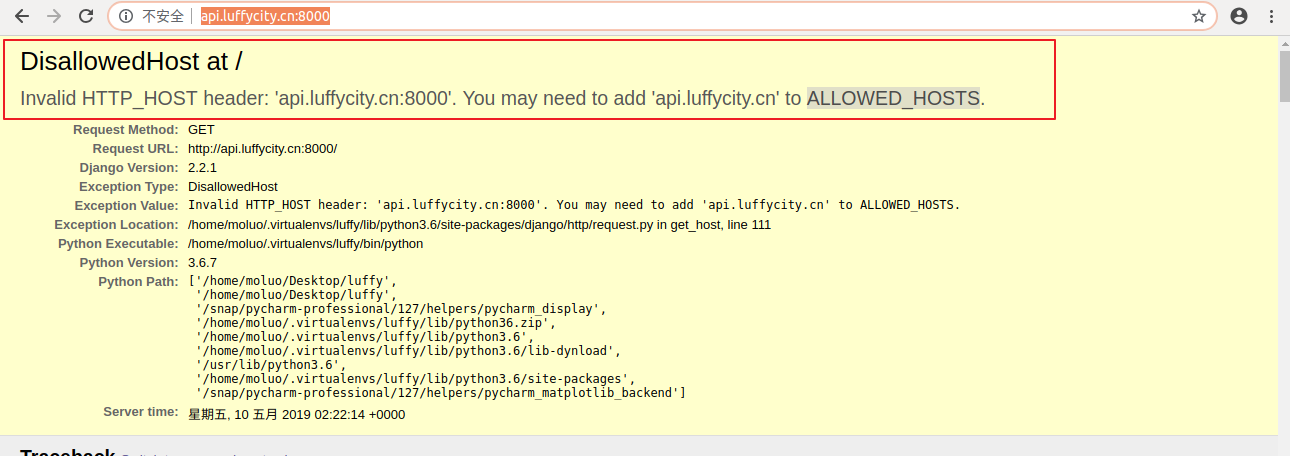 不安全 | api.luffycity.cn:8000
DisallowedHost at /
Invalid HTTP_HOST header: 'api.luffycity.cn:8000'. You may need to add 'api.luffycity.cn' to ALLOWED_HOSTS.
Request Method: GET
Request URL: http://api.luffycity.cn:8000/
Django Version: 2.2.1
Exception Type: DisallowedHost
Exception Value: Invalid HTTP_HOST header: 'api.luffycity.cn:8000'. You may need to add 'api.luffycity.cn' to ALLOWED_HOSTS.
Exception Location: /home/moluo/.virtualenvs/luffy/lib/python3.6/site-packages/django/http/request.py in get_host, line 111
Python Executable: /home/moluo/.virtualenvs/luffy/bin/python
Python Version: 3.6.7
Python Path: ['/home/moluo/Desktop/luffy',
'/home/moluo/Desktop/luffy',
'/snap/pycharm-professional/127/helpers/pycharm_display',
'/home/moluo/.virtualenvs/luffy/lib/python36.zip',
'/home/moluo/.virtualenvs/luffy/lib/python3.6',
'/home/moluo/.virtualenvs/luffy/lib/python3.6/lib-dynload',
'/usr/lib/python3.6',
'/home/moluo/.virtualenvs/luffy/lib/python3.6/site-packages',
'/snap/pycharm-professional/127/helpers/pycharm_matplotlib_backend']
Server time: 星期五, 10 五月 2019 02:22:14 +0000
Traceback